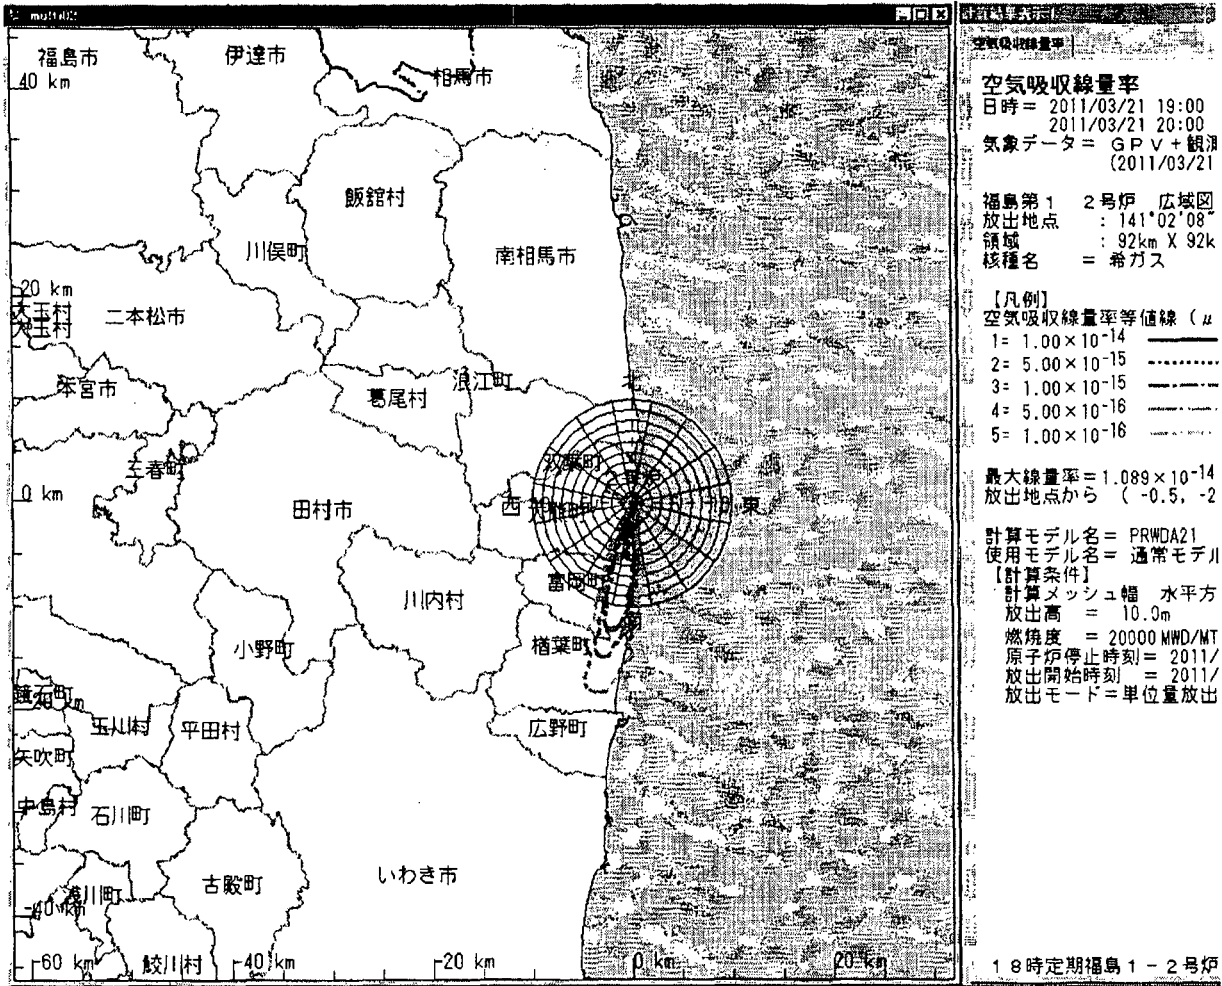 福島市
伊達市
相馬市
40 km
飯舘村
川俣町
南相馬市
20 km
大玉村
大玉村
二本松市
本宮市
葛尾村
浪江町
北
三春町
双葉町
0 km
田村市
西
東
富岡町
川内村
小野町
楢葉町
南
鏡石町
玉川村
平田村
広野町
矢吹町
中島村
石川町
浅川町
古殿町
いわき市
-40 km
-60 km
鮫川村
-40 km
-20 km
0 km
20 km
空気吸収線量率
空気吸収線量率
日時= 2011/03/21 19:00
2011/03/21 20:00
気象データ= GPV+観測
(2011/03/21
福島第1 2号炉 広域図
放出地点 : 141°02'08"
領域 : 92km X 92k
核種名 = 希ガス
【凡例】
空気吸収線量率等値線 (μ
1= 1.00×10-14
2= 5.00×10-15
3= 1.00×10-15
4= 5.00×10-16
5= 1.00×10-16
最大線量率=1.089×10-14
放出地点から ( -0.5, -2
計算モデル名= PRWDA21
使用モデル名= 通常モデル
【計算条件】
計算メッシュ幅 水平方
放出高 = 10.0m
燃焼度 = 20000MWD/MT
原子炉停止時刻= 2011/
放出開始時刻 = 2011/
放出モード=単位量放出
18時定期福島1-2号炉